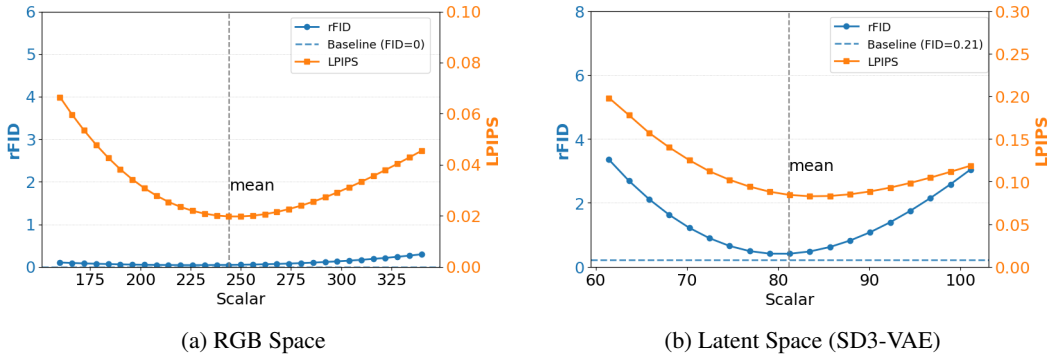 6
5
4
3
2
1
0
rFID
0.10
0.08
0.06
0.04
0.02
0.00
LPIPS
rFID
Baseline (FID=0)
LPIPS
mean
175 200 225 250 275 300 325
Scalar
(a) RGB Space
8
6
4
2
0
rFID
0.30
0.25
0.20
0.15
0.10
0.05
0.00
LPIPS
rFID
Baseline (FID=0.21)
LPIPS
mean
60 70 80 90 100
Scalar
(b) Latent Space (SD3-VAE)